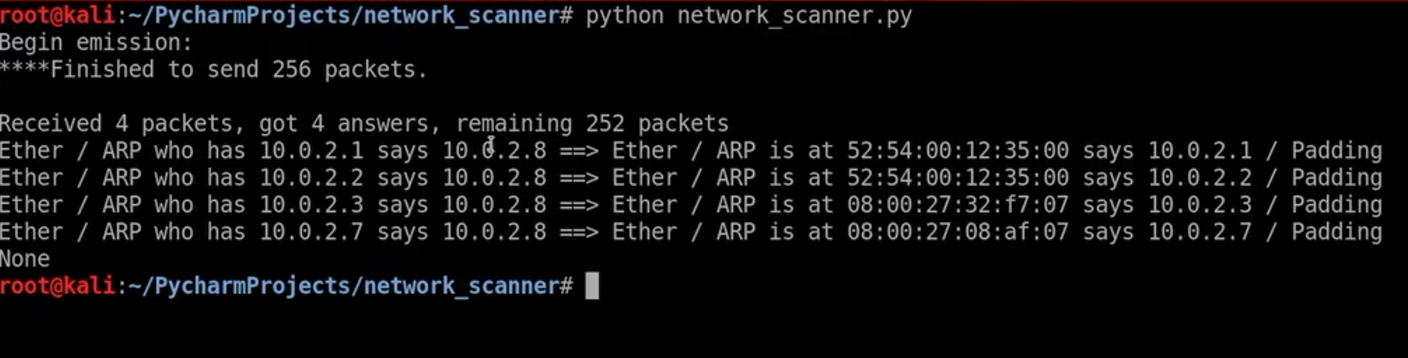 root@kali:~/PycharmProjects/network_scanner# python network_scanner.py
Begin emission:
****Finished to send 256 packets.
Received 4 packets, got 4 answers, remaining 252 packets
Ether / ARP who has 10.0.2.1 says 10.0.2.8 ==> Ether / ARP is at 52:54:00:12:35:00 says 10.0.2.1 / Padding
Ether / ARP who has 10.0.2.2 says 10.0.2.8 ==> Ether / ARP is at 52:54:00:12:35:00 says 10.0.2.2 / Padding
Ether / ARP who has 10.0.2.3 says 10.0.2.8 ==> Ether / ARP is at 08:00:27:32:f7:07 says 10.0.2.3 / Padding
Ether / ARP who has 10.0.2.7 says 10.0.2.8 ==> Ether / ARP is at 08:00:27:08:af:07 says 10.0.2.7 / Padding
None
root@kali:~/PycharmProjects/network_scanner#